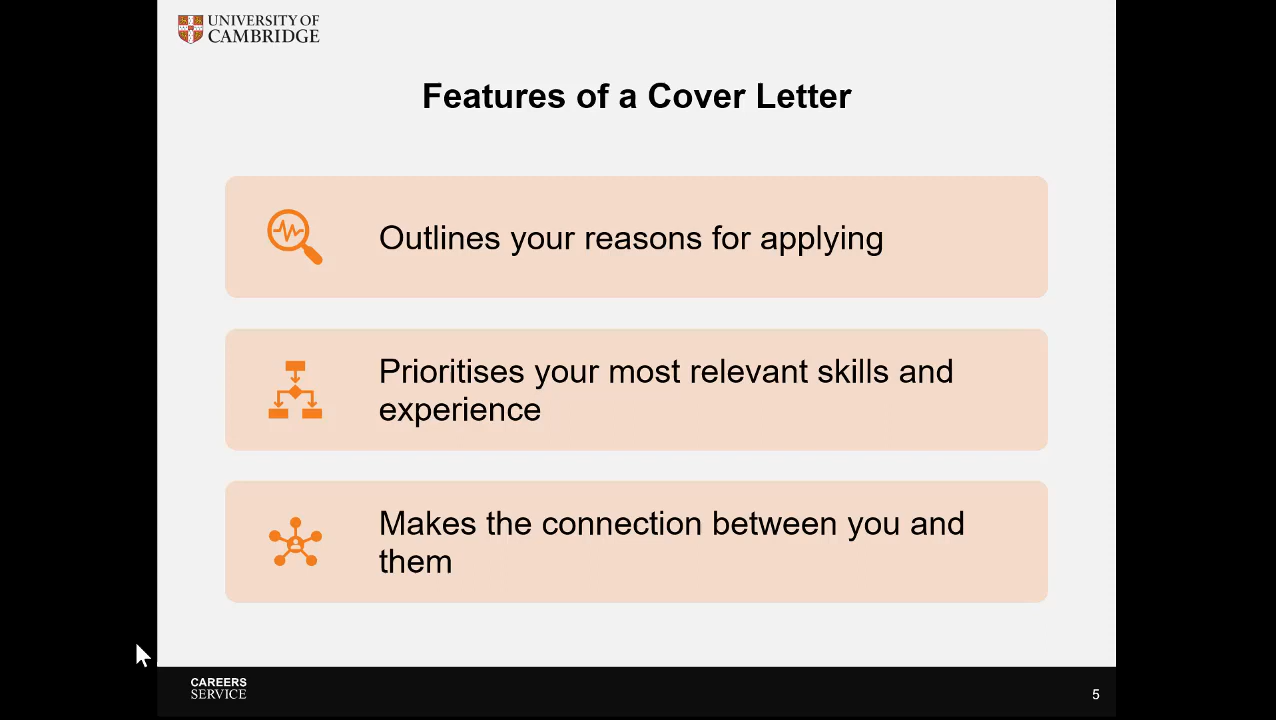 UNIVERSITY OF
CAMBRIDGE
Features of a Cover Letter
Outlines your reasons for applying
Prioritises your most relevant skills and
experience
Makes the connection between you and
them
CAREERS
SERVICE
5